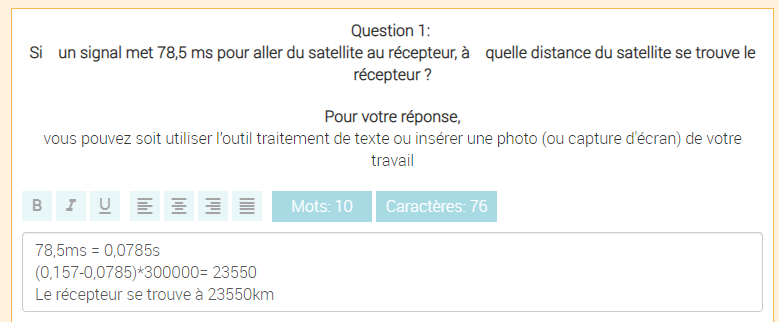 Question 1:
Si un signal met 78,5 ms pour aller du satellite au récepteur, à quelle distance du satellite se trouve le
récepteur ?
Pour votre réponse,
vous pouvez soit utiliser l'outil traitement de texte ou insérer une photo (ou capture d'écran) de votre
travail
B I U Mots: 10 Caractères: 76
78,5ms = 0,0785s
(0,157-0,0785)*300000= 23550
Le récepteur se trouve à 23550km